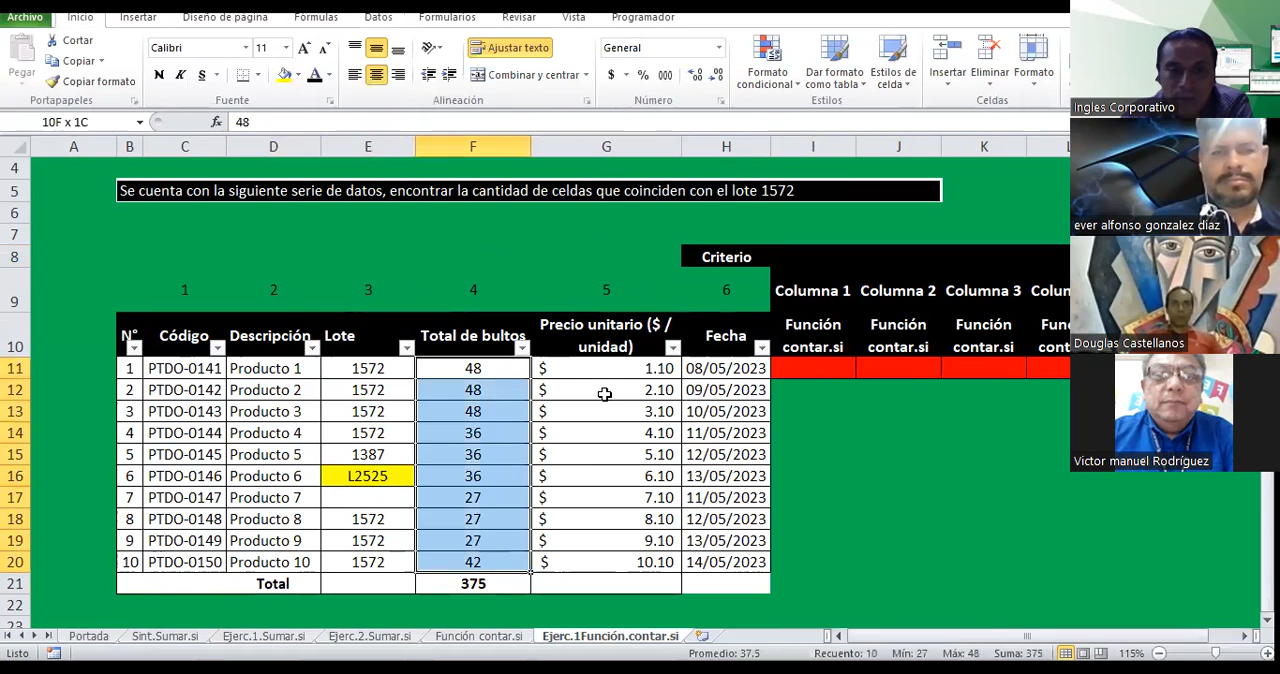 Archivo Inicio Insertar Diseño de página Fórmulas Datos Formularios Revisar Vista Programador
Pegar
Cortar
Copiar
Copiar formato
Portapapeles
Calibri 11
N K S
Fuente
Ajustar texto
Combinar y centrar
Alineación
General
$ % 000
Número
Formato condicional
Dar formato como tabla
Estilos de celda
Estilos
Insertar Eliminar Formato
Celdas
10F x 1C fx 48
A B C D E F G H I J K L
4
5 Se cuenta con la siguiente serie de datos, encontrar la cantidad de celdas que coinciden con el lote 1572
6
7
8 Criterio
9 1 2 3 4 5 6 Columna 1 Columna 2 Columna 3
10 N° Código Descripción Lote Total de bultos Precio unitario ($ / unidad) Fecha Función contar.si Función contar.si Función contar.si
11 1 PTDO-0141 Producto 1 1572 48 $ 1.10 08/05/2023
12 2 PTDO-0142 Producto 2 1572 48 $ 2.10 09/05/2023
13 3 PTDO-0143 Producto 3 1572 48 $ 3.10 10/05/2023
14 4 PTDO-0144 Producto 4 1572 36 $ 4.10 11/05/2023
15 5 PTDO-0145 Producto 5 1387 36 $ 5.10 12/05/2023
16 6 PTDO-0146 Producto 6 L2525 36 $ 6.10 13/05/2023
17 7 PTDO-0147 Producto 7 27 $ 7.10 11/05/2023
18 8 PTDO-0148 Producto 8 1572 27 $ 8.10 12/05/2023
19 9 PTDO-0149 Producto 9 1572 27 $ 9.10 13/05/2023
20 10 PTDO-0150 Producto 10 1572 42 $ 10.10 14/05/2023
21 Total 375
22
Portada Sint.Sumar.si Ejerc.1.Sumar.si Ejerc.2.Sumar.si Función contar.si Ejerc.1Función.contar.si
Listo Promedio: 37.5 Recuento: 10 Mín: 27 Máx: 48 Suma: 375 115%
Ingles Corporativo
ever alfonso gonzalez diaz
Douglas Castellanos
Victor manuel Rodríguez